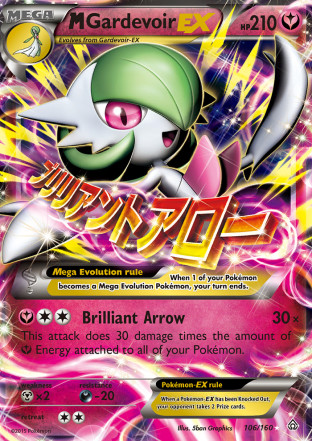 MEGA
M Gardevoir EX
HP 210
Evolves from Gardevoir-EX
ブリリアントアロー
Mega Evolution rule
When 1 of your Pokémon
becomes a Mega Evolution Pokémon, your turn ends.
Brilliant Arrow 30×
This attack does 30 damage times the amount of
Energy attached to all of your Pokémon.
weakness
×2
resistance
-20
retreat
Pokémon-EX rule
When a Pokémon-EX has been Knocked Out,
your opponent takes 2 Prize cards.
Illus. 5ban Graphics
106/160
©2015 Pokémon